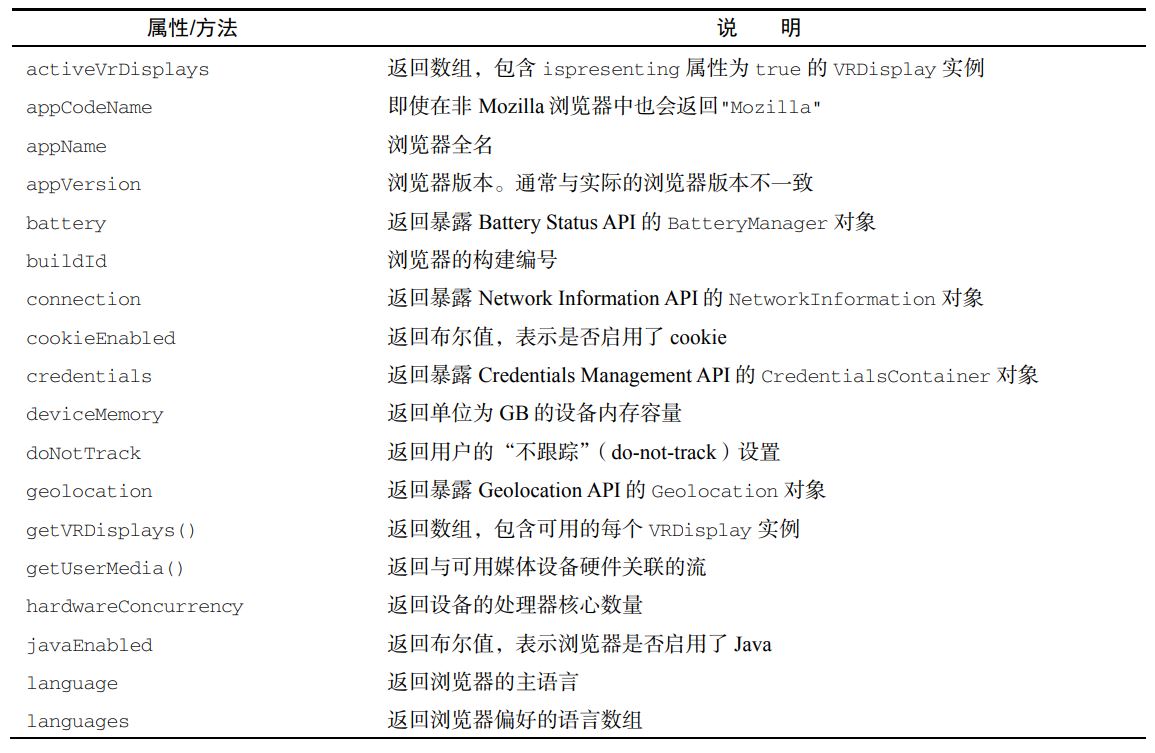 属性/方法 说 明
activeVrDisplays 返回数组，包含 ispresenting 属性为 true 的 VRDisplay 实例
appCodeName 即使在非 Mozilla 浏览器中也会返回"Mozilla"
appName 浏览器全名
appVersion 浏览器版本。通常与实际的浏览器版本不一致
battery 返回暴露 Battery Status API 的 BatteryManager 对象
buildId 浏览器的构建编号
connection 返回暴露 Network Information API 的 NetworkInformation 对象
cookieEnabled 返回布尔值，表示是否启用了 cookie
credentials 返回暴露 Credentials Management API 的 CredentialsContainer 对象
deviceMemory 返回单位为 GB 的设备内存容量
doNotTrack 返回用户的“不跟踪”（do-not-track）设置
geolocation 返回暴露 Geolocation API 的 Geolocation 对象
getVRDisplays() 返回数组，包含可用的每个 VRDisplay 实例
getUserMedia() 返回与可用媒体设备硬件关联的流
hardwareConcurrency 返回设备的处理器核心数量
javaEnabled 返回布尔值，表示浏览器是否启用了 Java
language 返回浏览器的主语言
languages 返回浏览器偏好的语言数组